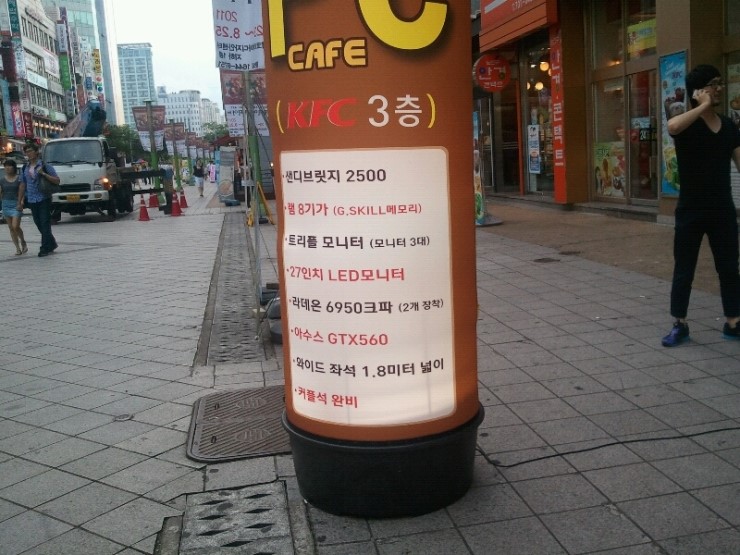 PC
CAFE
(KFC 3층)
·샌디브릿지 2500
·램 8기가 (G.SKILL메모리)
·트리플 모니터 (모니터 3대)
·27인치 LED모니터
·라데온 6950크파 (2개 장착)
·아수스 GTX560
·와이드 좌석 1.8미터 넓이
·커플석 완비
2011
8.25